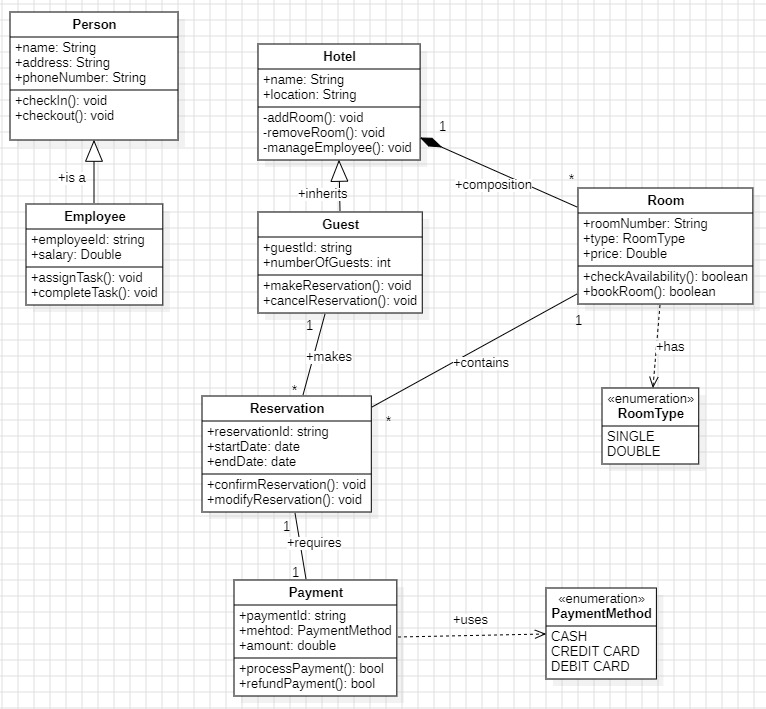 Person
+name: String
+address: String
+phoneNumber: String
+checkIn(): void
+checkout(): void
+is a
Employee
+employeeId: string
+salary: Double
+assignTask(): void
+completeTask(): void
Hotel
+name: String
+location: String
-addRoom(): void
-removeRoom(): void
-manageEmployee(): void
1
+composition
*
+inherits
Guest
+guestId: string
+numberOfGuests: int
+makeReservation(): void
+cancelReservation(): void
Room
+roomNumber: String
+type: RoomType
+price: Double
+checkAvailability(): boolean
+bookRoom(): boolean
1
+makes
*
1
+contains
*
+has
«enumeration»
RoomType
SINGLE
DOUBLE
Reservation
+reservationId: string
+startDate: date
+endDate: date
+confirmReservation(): void
+modifyReservation(): void
1
+requires
1
Payment
+paymentId: string
+mehtod: PaymentMethod
+amount: double
+processPayment(): bool
+refundPayment(): bool
+uses
«enumeration»
PaymentMethod
CASH
CREDIT CARD
DEBIT CARD